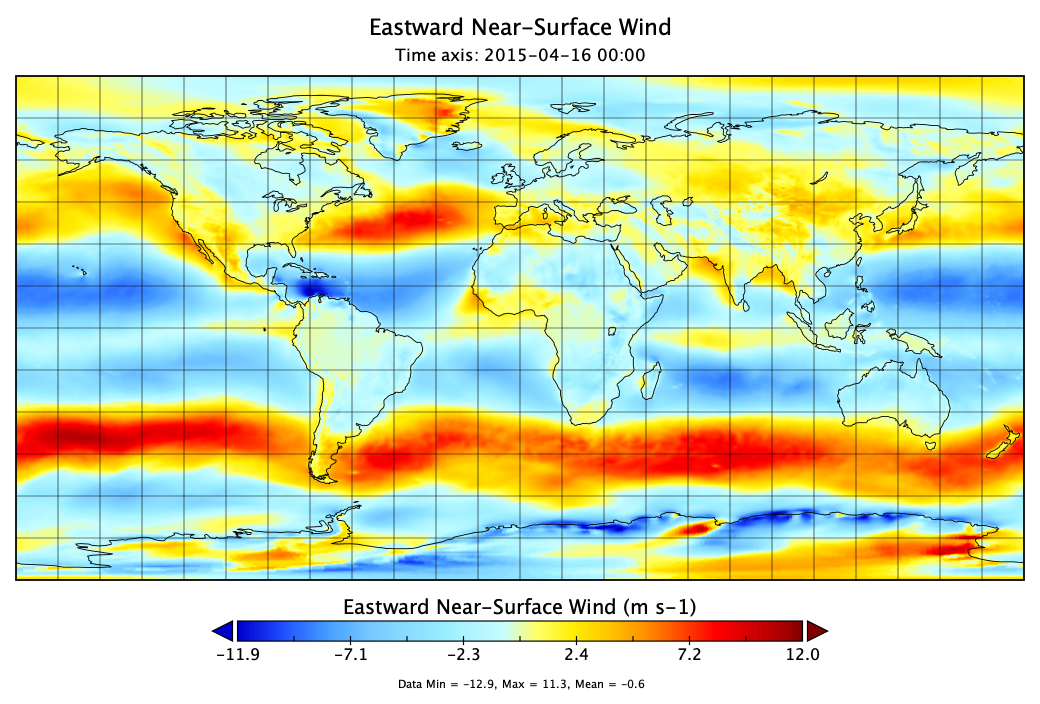 Eastward Near-Surface Wind
Time axis: 2015-04-16 00:00
Eastward Near-Surface Wind (m s-1)
-11.9 -7.1 -2.3 2.4 7.2 12.0
Data Min = -12.9, Max = 11.3, Mean = -0.6